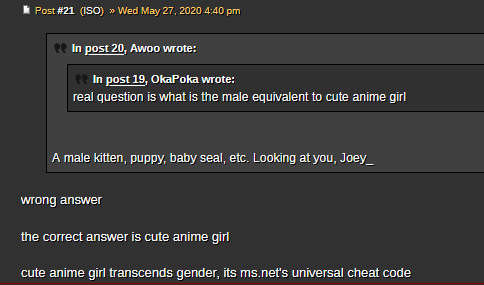 Post #21 (ISO) » Wed May 27, 2020 4:40 pm
In post 20, Awoo wrote:
In post 19, OkaPoka wrote:
real question is what is the male equivalent to cute anime girl
A male kitten, puppy, baby seal, etc. Looking at you, Joey_
wrong answer
the correct answer is cute anime girl
cute anime girl transcends gender, its ms.net's universal cheat code